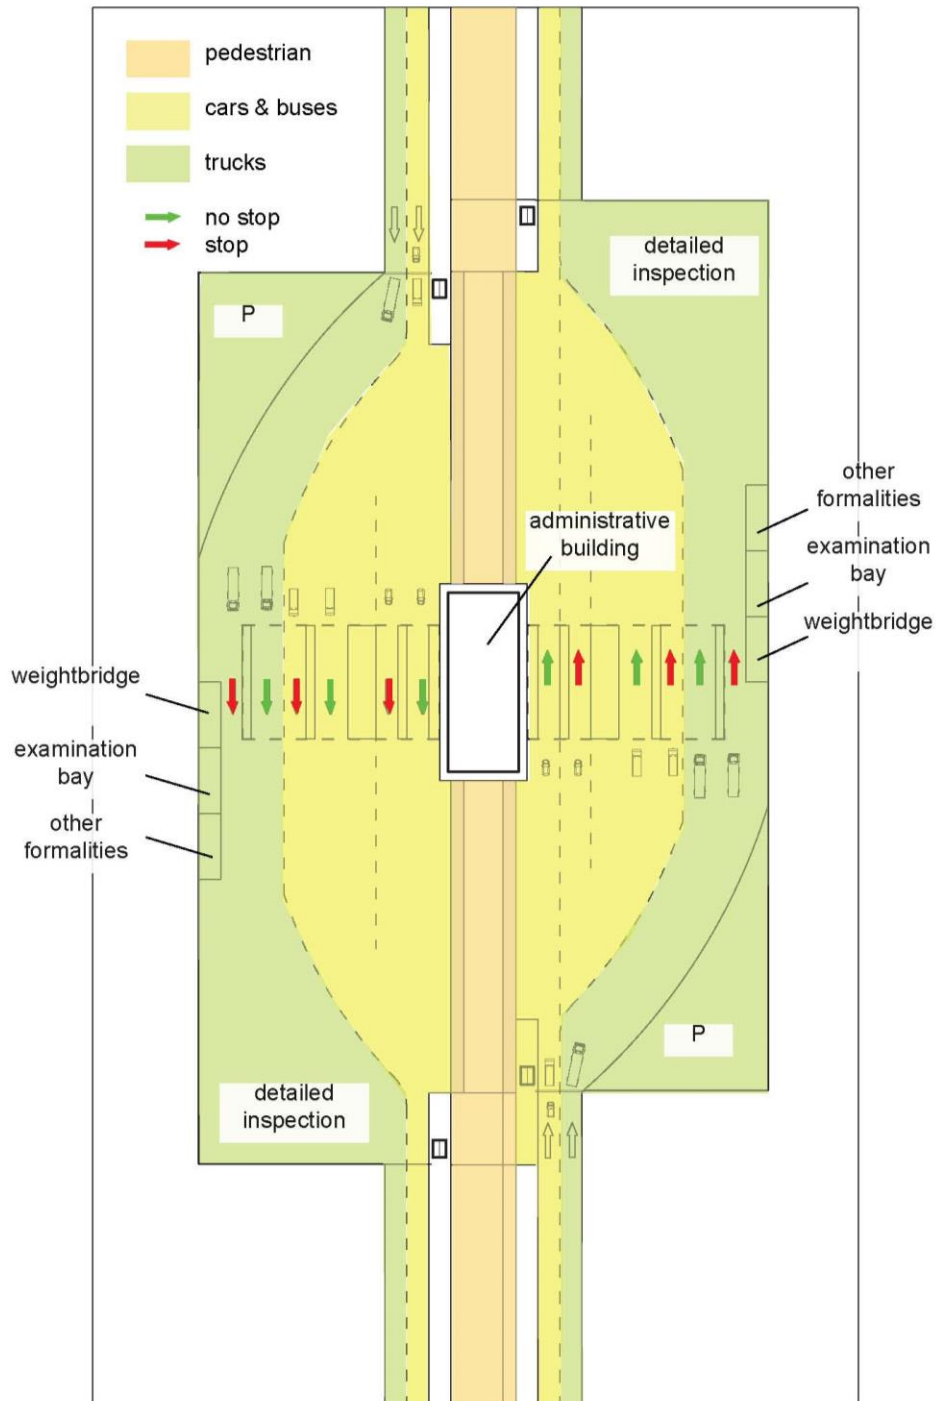 pedestrian
cars & buses
trucks
no stop
stop
detailed
inspection
P
other
formalities
administrative
building
examination
bay
weightbridge
weightbridge
examination
bay
other
formalities
P
detailed
inspection